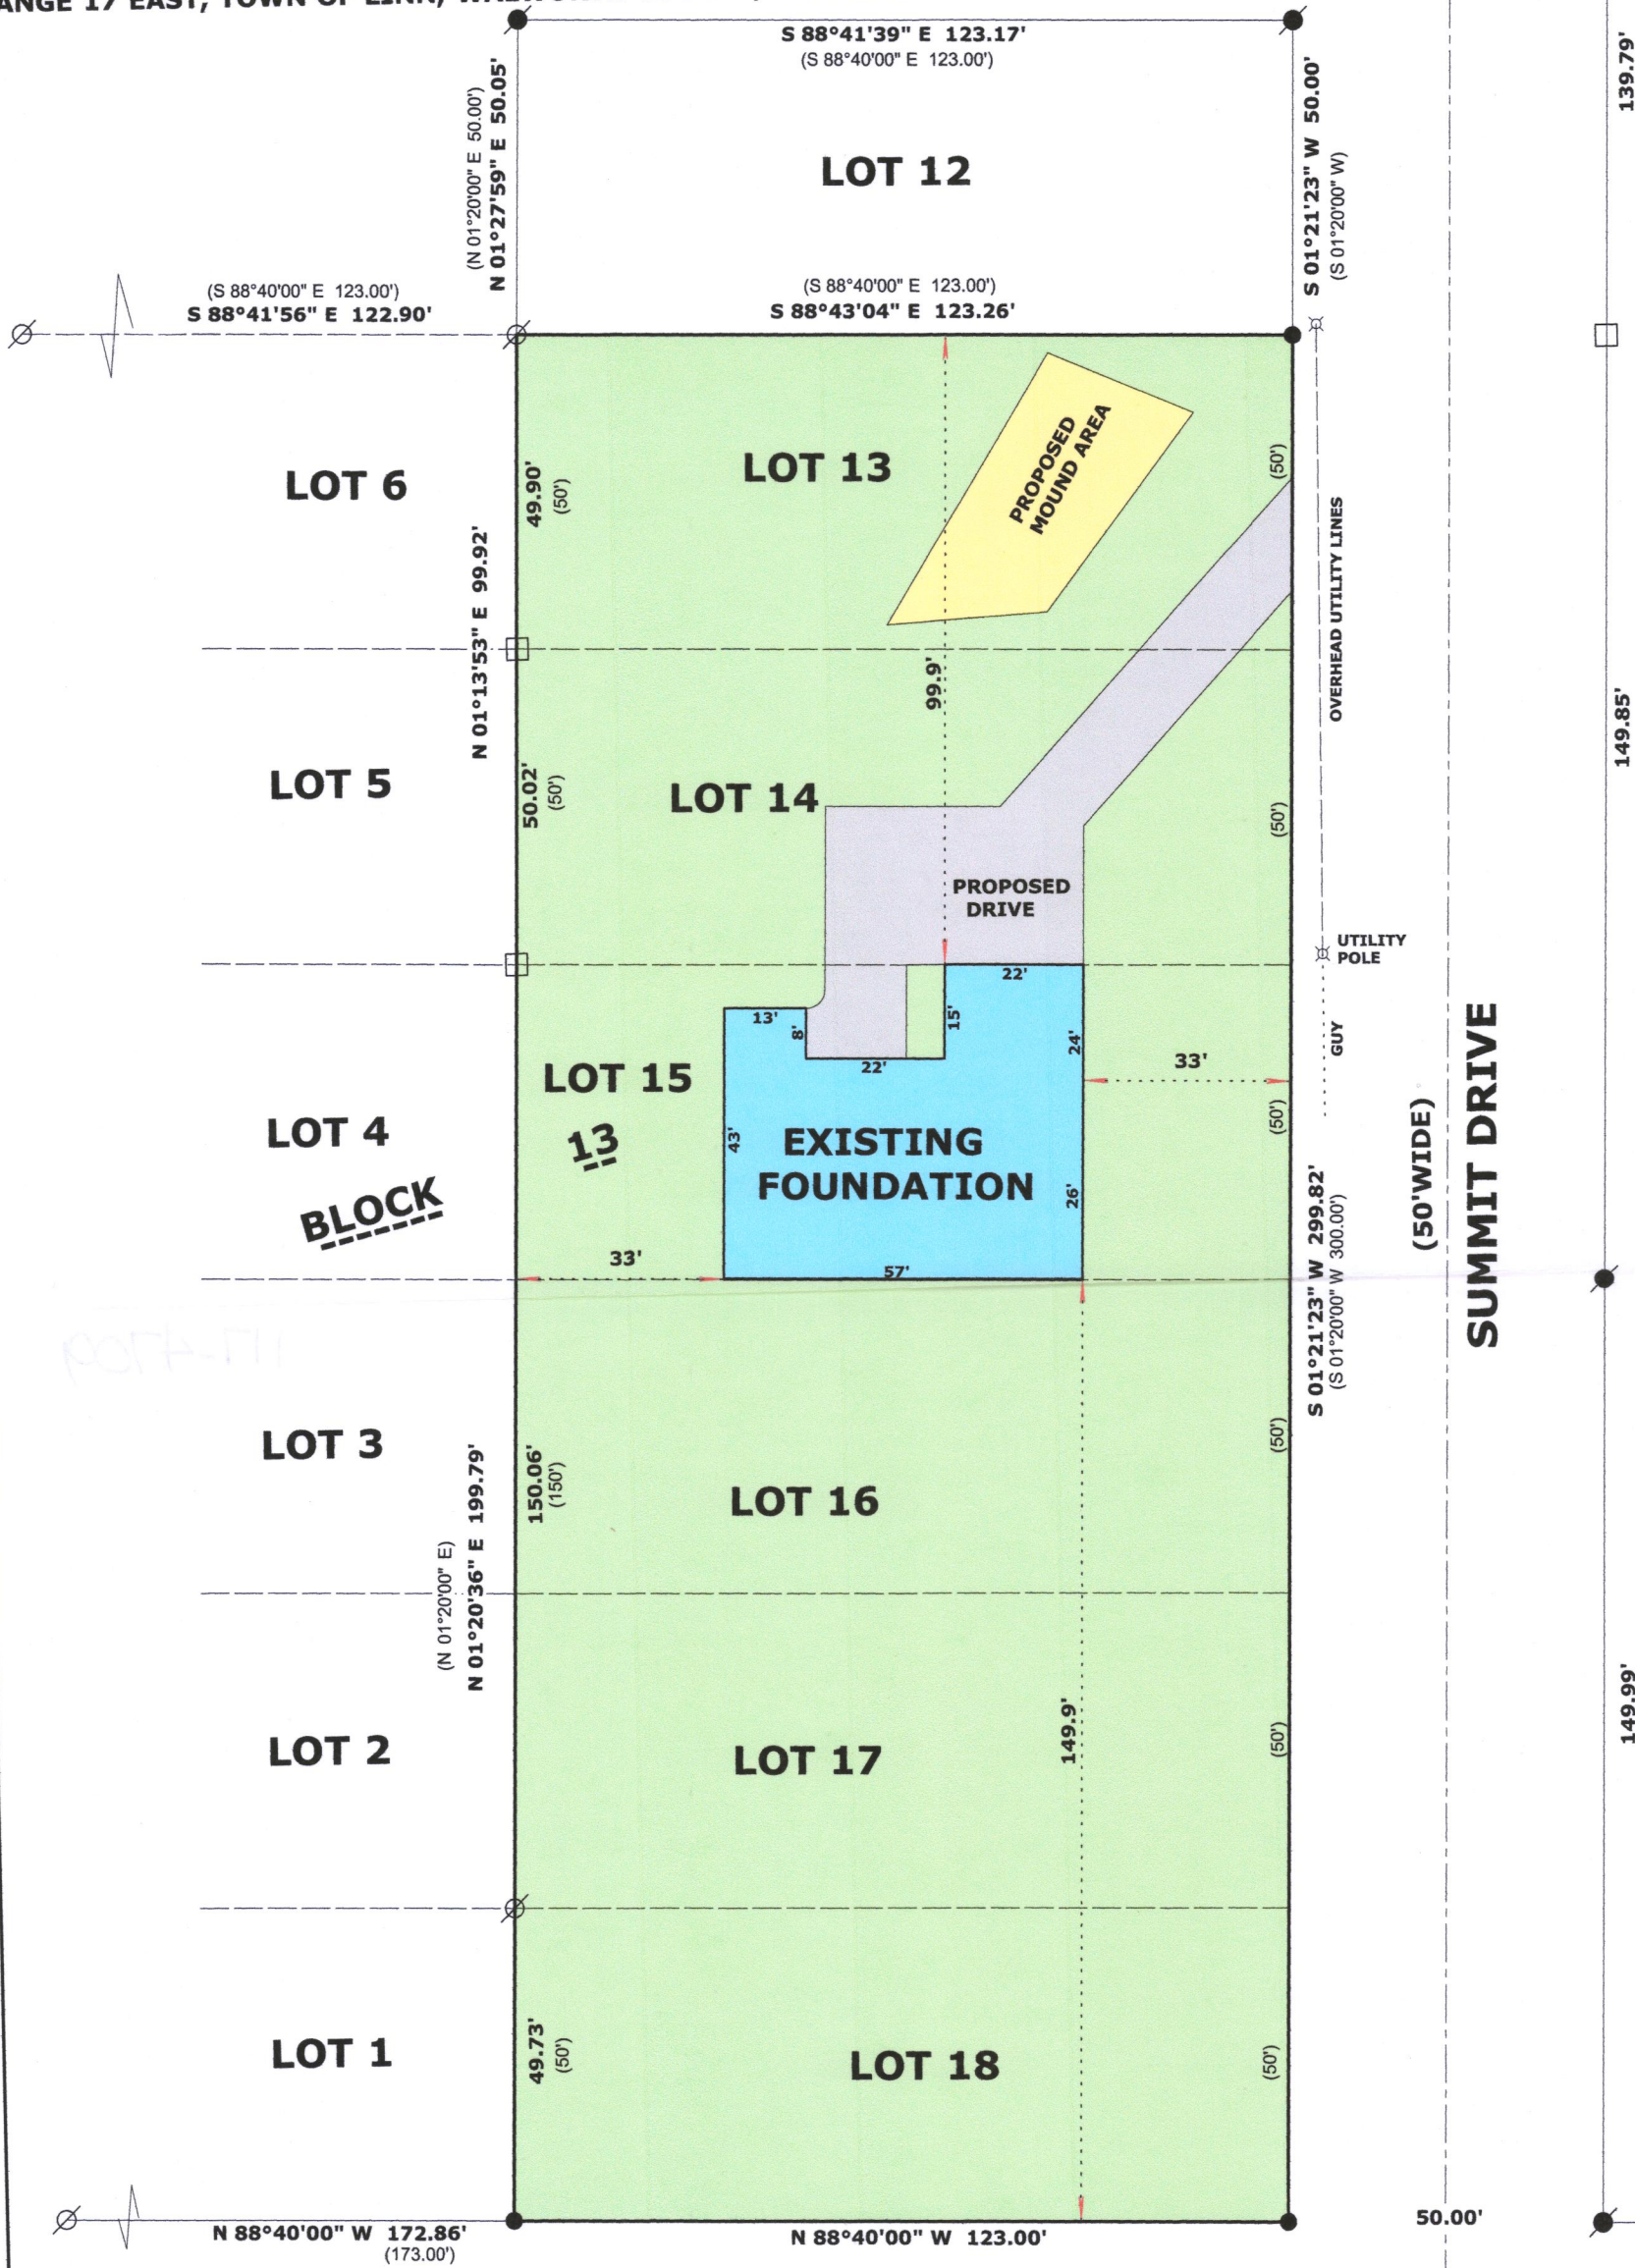 S 88°41'39" E 123.17'
(S 88°40'00" E 123.00')
139.79'
(N 01°20'00" E 50.00')
N 01°27'59" E 50.05'
LOT 12
S 01°21'23" W 50.00'
(S 01°20'00" W)
(S 88°40'00" E 123.00')
S 88°41'56" E 122.90'
(S 88°40'00" E 123.00')
S 88°43'04" E 123.26'
LOT 6
49.90'
(50')
LOT 13
PROPOSED
MOUND AREA
(50')
N 01°13'53" E 99.92'
OVERHEAD UTILITY LINES
99.9'
149.85'
LOT 5
50.02'
(50')
LOT 14
(50')
PROPOSED
DRIVE
UTILITY
POLE
22'
13'
8'
15'
24'
GUY
22'
33'
LOT 15
LOT 4
13
BLOCK
43'
EXISTING
FOUNDATION
26'
(50')
(50'WIDE)
SUMMIT DRIVE
33'
57'
S 01°21'23" W 299.82'
(S 01°20'00" W 300.00')
LOT 3
150.06'
(150')
LOT 16
(50')
(N 01°20'00" E)
N 01°20'36" E 199.79'
LOT 2
LOT 17
149.9'
(50')
149.99'
LOT 1
49.73'
(50')
LOT 18
(50')
N 88°40'00" W 172.86'
(173.00')
N 88°40'00" W 123.00'
50.00'